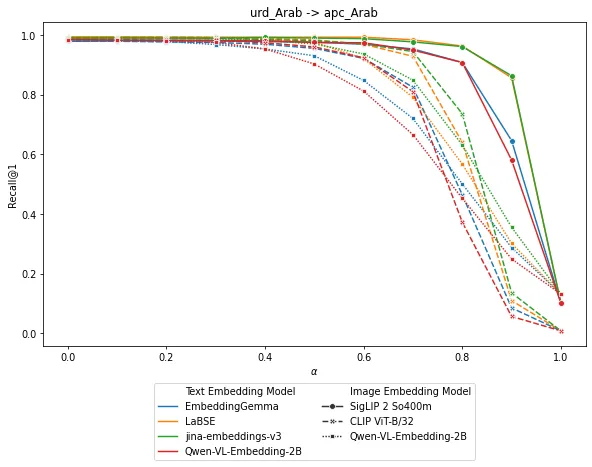 urd_Arab -> apc_Arab
Recall@1
1.0
0.8
0.6
0.4
0.2
0.0
0.0 0.2 0.4 0.6 0.8 1.0
α
Text Embedding Model Image Embedding Model
EmbeddingGemma SigLIP 2 So400m
LaBSE CLIP ViT-B/32
jina-embeddings-v3 Qwen-VL-Embedding-2B
Qwen-VL-Embedding-2B